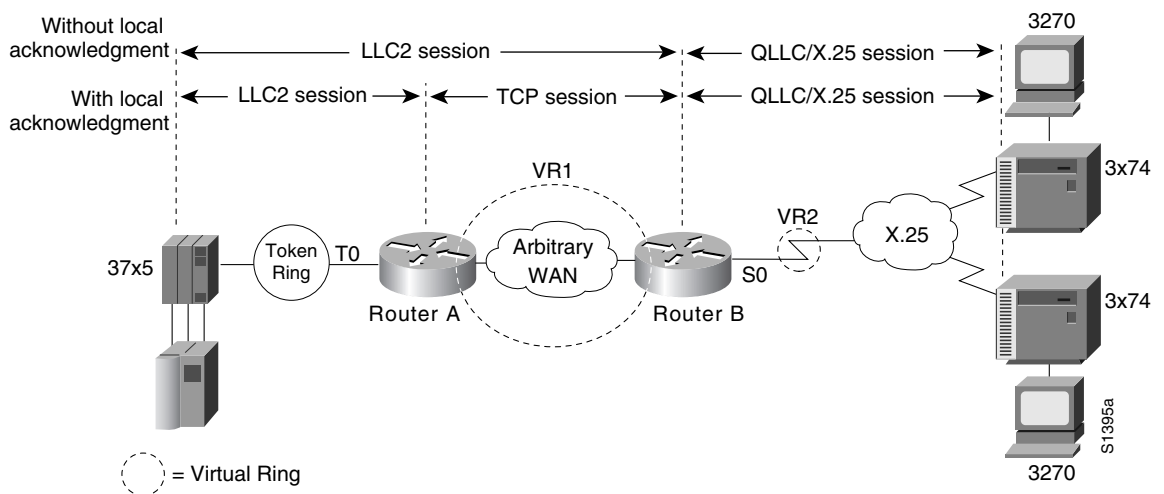 Without local
acknowledgment
LLC2 session
QLLC/X.25 session
3270
With local
acknowledgment
LLC2 session
TCP session
QLLC/X.25 session
VR1
3x74
VR2
37x5
Token
Ring
T0
Arbitrary
WAN
S0
X.25
Router A
Router B
3x74
S1395a
3270
= Virtual Ring